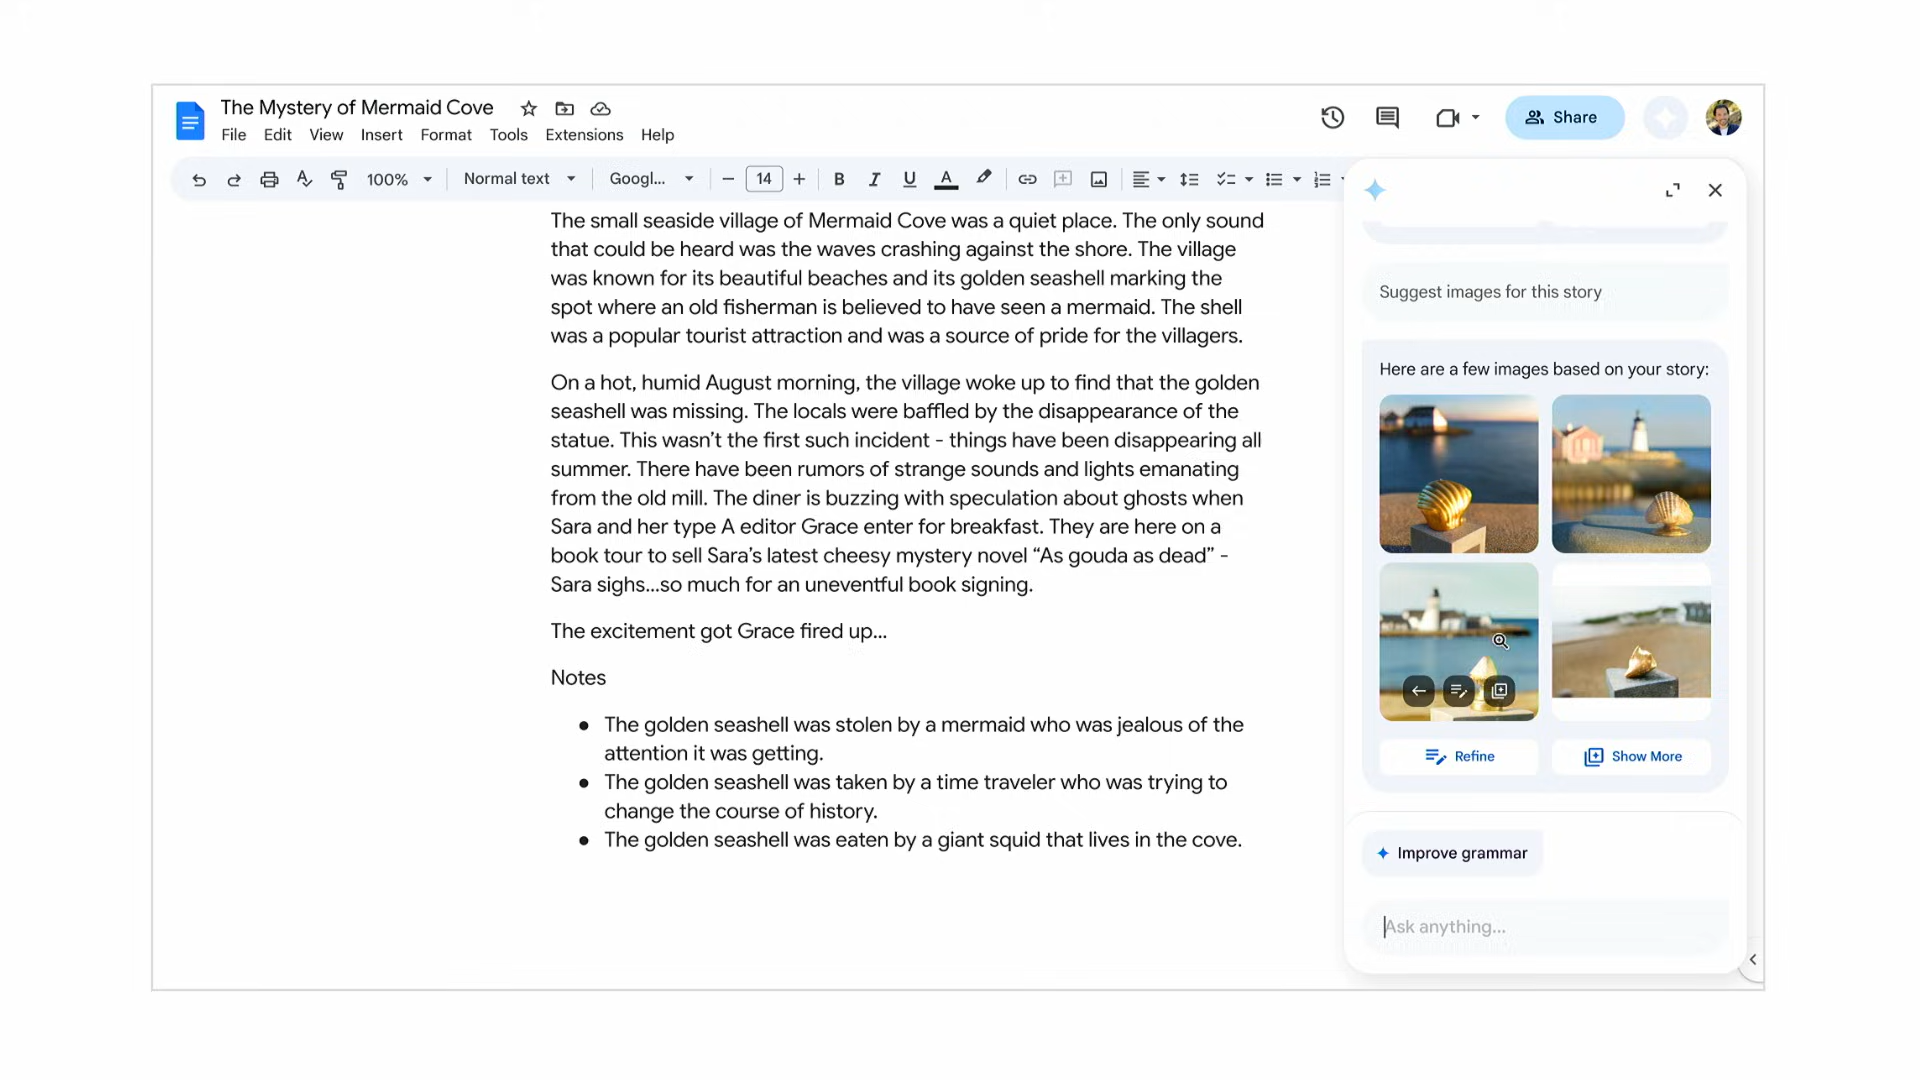 The Mystery of Mermaid Cove
File Edit View Insert Format Tools Extensions Help
Share
100% Normal text Googl... 14 B I U A
The small seaside village of Mermaid Cove was a quiet place. The only sound
that could be heard was the waves crashing against the shore. The village
was known for its beautiful beaches and its golden seashell marking the
spot where an old fisherman is believed to have seen a mermaid. The shell
was a popular tourist attraction and was a source of pride for the villagers.
On a hot, humid August morning, the village woke up to find that the golden
seashell was missing. The locals were baffled by the disappearance of the
statue. This wasn’t the first such incident - things have been disappearing all
summer. There have been rumors of strange sounds and lights emanating
from the old mill. The diner is buzzing with speculation about ghosts when
Sara and her type A editor Grace enter for breakfast. They are here on a
book tour to sell Sara’s latest cheesy mystery novel “As gouda as dead” -
Sara sighs...so much for an uneventful book signing.
The excitement got Grace fired up...
Notes
● The golden seashell was stolen by a mermaid who was jealous of the
attention it was getting.
● The golden seashell was taken by a time traveler who was trying to
change the course of history.
● The golden seashell was eaten by a giant squid that lives in the cove.
Suggest images for this story
Here are a few images based on your story:
Refine
Show More
Improve grammar
Ask anything...